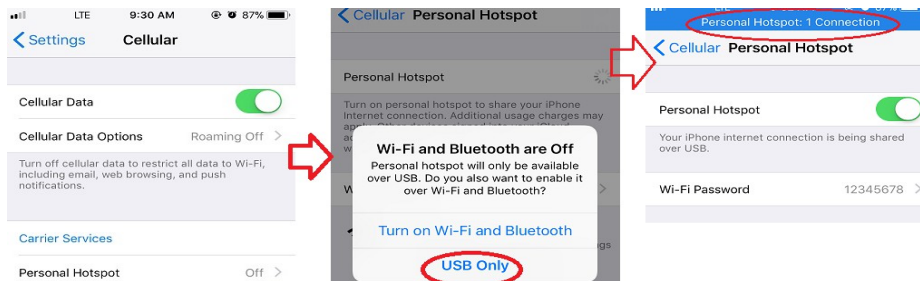 LTE 9:30 AM 87%
Settings Cellular
Cellular Data
Cellular Data Options Roaming Off
Turn off cellular data to restrict all data to Wi-Fi,
including email, web browsing, and push
notifications.
Carrier Services
Personal Hotspot Off
Cellular Personal Hotspot
Personal Hotspot
Turn on personal hotspot to share your iPhone
Internet connection. Additional usage charges may
Wi-Fi and Bluetooth are Off
Personal hotspot will only be available
over USB. Do you also want to enable it
over Wi-Fi and Bluetooth?
Turn on Wi-Fi and Bluetooth
USB Only
Personal Hotspot: 1 Connection
Cellular Personal Hotspot
Personal Hotspot
Your iPhone internet connection is being shared
over USB.
Wi-Fi Password 12345678